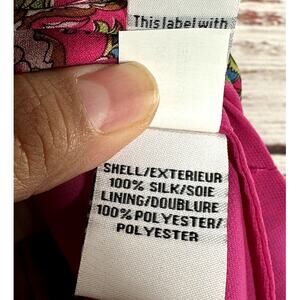 This label with
SHELL/EXTERIEUR
100% SILK/SOIE
LINING/DOUBLURE
100% POLYESTER/
POLYESTER